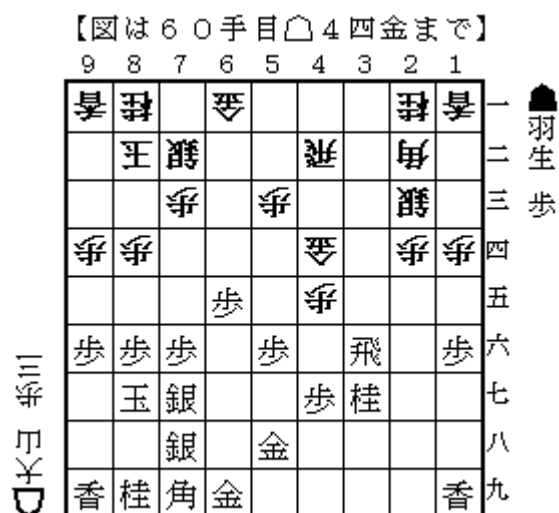 【図は６０手目☖４四金まで】
９ ８ ７ ６ ５ ４ ３ ２ １
香 桂 金 桂 香 一
王 銀 飛 角 二
歩 歩 銀 三
歩 歩 金 歩 歩 四
歩 歩 五
歩 歩 歩 歩 飛 歩 六
玉 銀 歩 桂 七
銀 金 八
香 桂 角 金 香 九
☗羽生 歩
☖大山 歩三